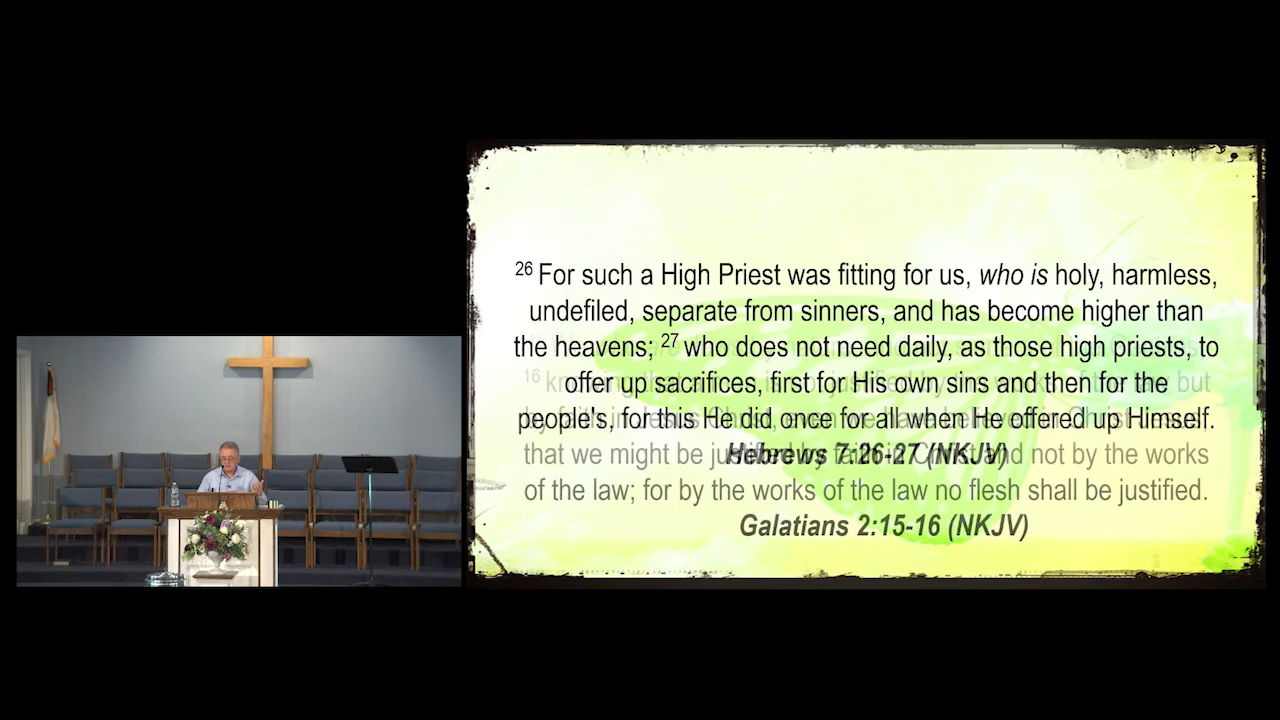 26 For such a High Priest was fitting for us, who is holy, harmless,
undefiled, separate from sinners, and has become higher than
the heavens; 27 who does not need daily, as those high priests, to
16 offer up sacrifices, first for His own sins and then for the but
people's, for this He did once for all when He offered up Himself.
Hebrews 7:26-27 (NKJV)
that we might be and not by the works
of the law; for by the works of the law no flesh shall be justified.
Galatians 2:15-16 (NKJV)